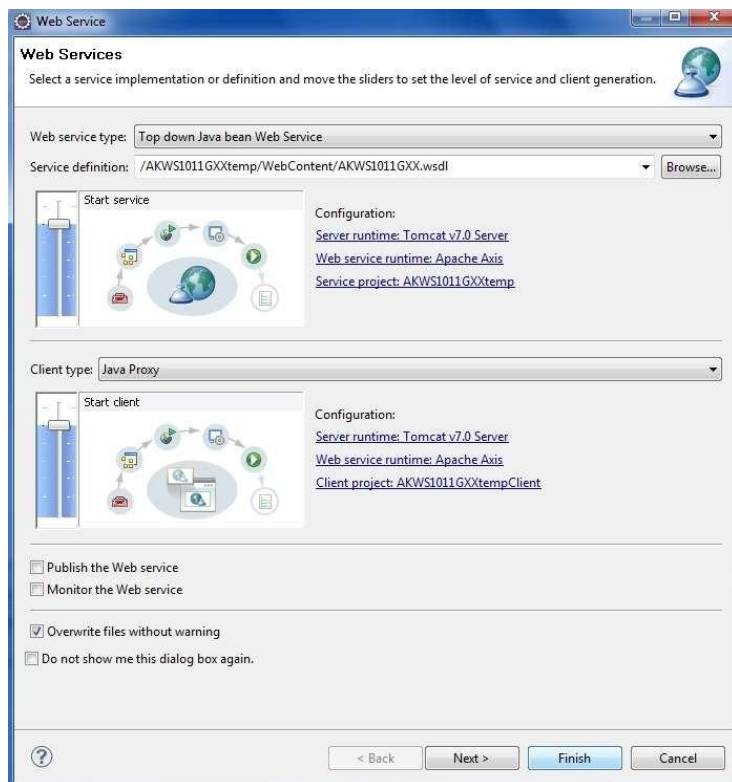 Web Service
Web Services
Select a service implementation or definition and move the sliders to set the level of service and client generation.
Web service type: Top down Java bean Web Service
Service definition: /AKWS1011GXXtemp/WebContent/AKWS1011GXX.wsdl Browse...
Start service
Configuration:
Server runtime: Tomcat v7.0 Server
Web service runtime: Apache Axis
Service project: AKWS1011GXXtemp
Client type: Java Proxy
Start client
Configuration:
Server runtime: Tomcat v7.0 Server
Web service runtime: Apache Axis
Client project: AKWS1011GXXtempClient
Publish the Web service
Monitor the Web service
Overwrite files without warning
Do not show me this dialog box again.
? < Back Next > Finish Cancel